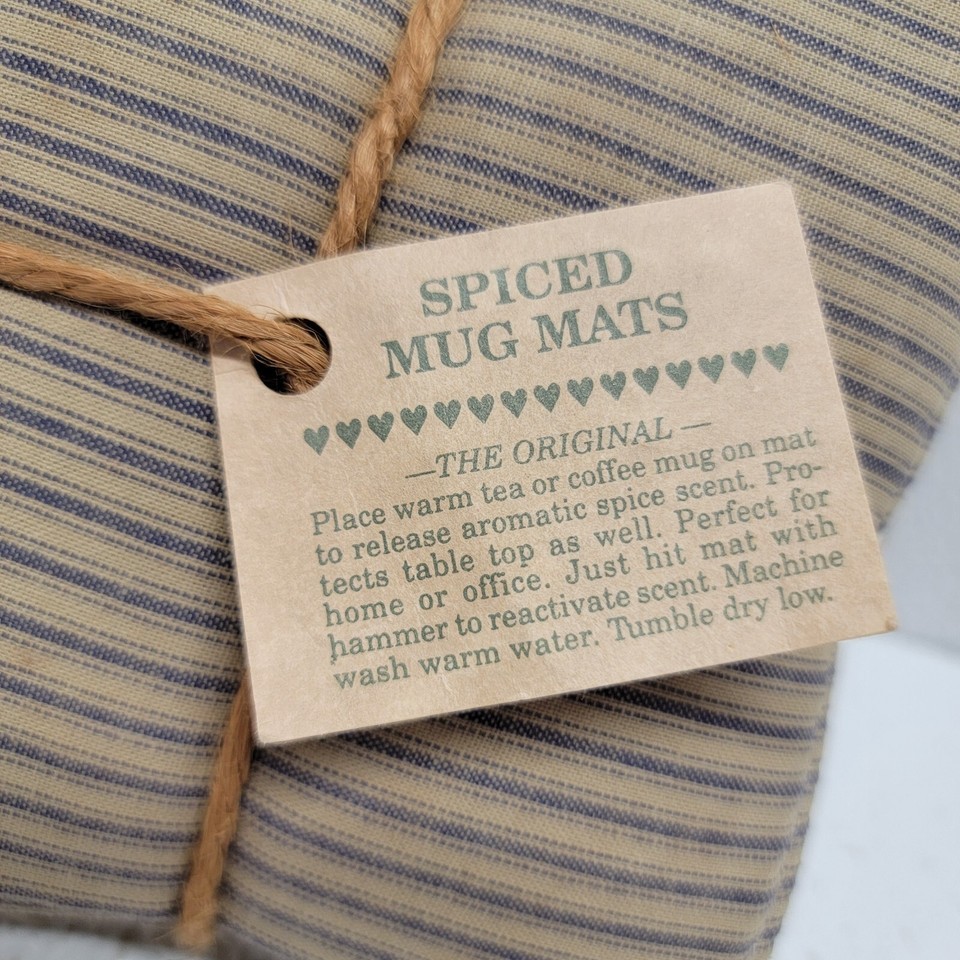 SPICED
MUG MATS
—THE ORIGINAL—
Place warm tea or coffee mug on mat
to release aromatic spice scent. Pro-
tects table top as well. Perfect for
home or office. Just hit mat with
hammer to reactivate scent. Machine
wash warm water. Tumble dry low.